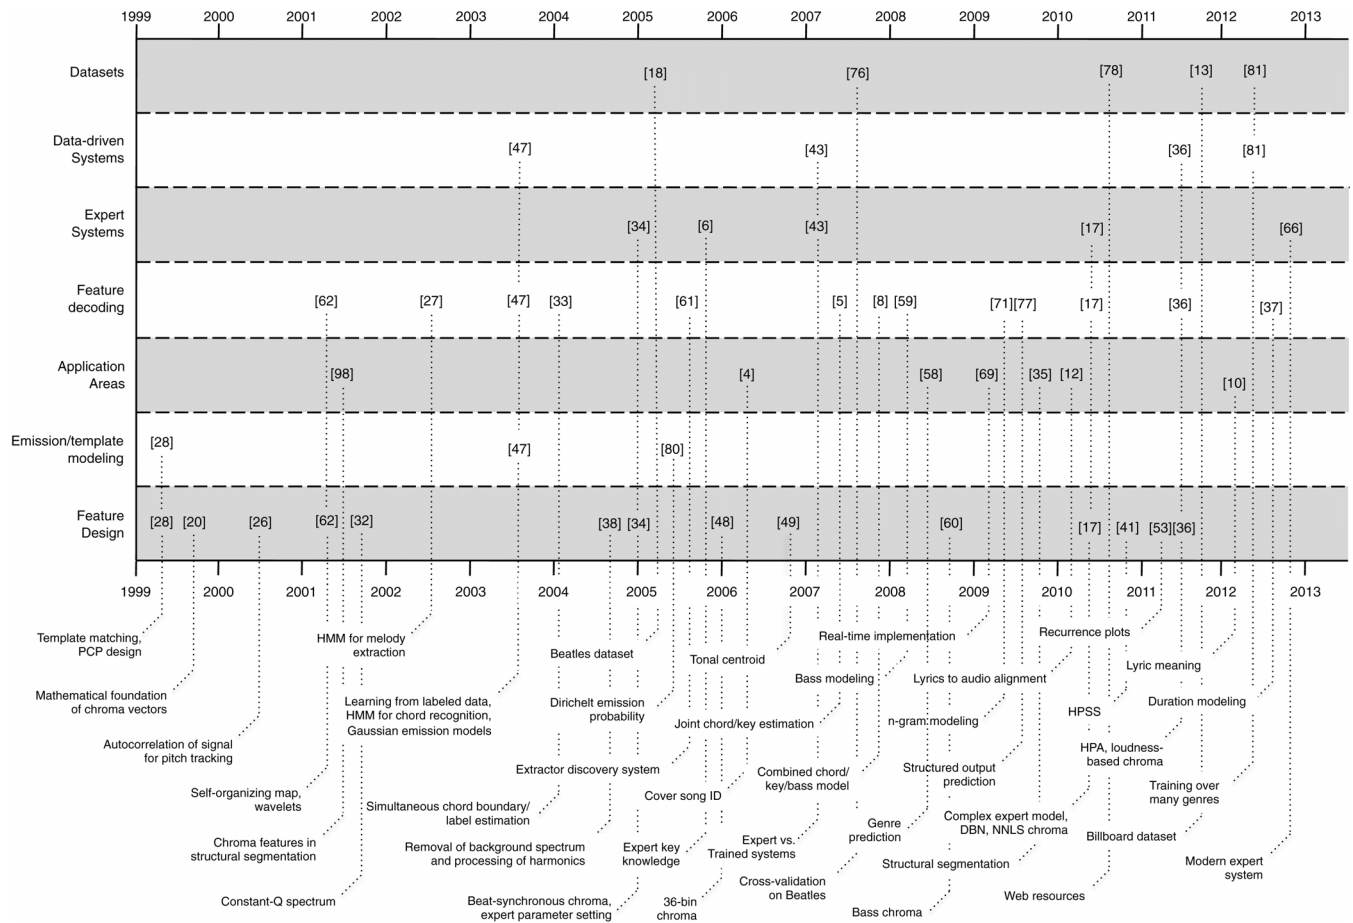 1999 2000 2001 2002 2003 2004 2005 2006 2007 2008 2009 2010 2011 2012 2013
Datasets [18] [76] [78] [13] [81]
Data-driven
Systems [47] [43] [36] [81]
Expert
Systems [34] [6] [43] [17] [66]
Feature
decoding [62] [27] [47] [33] [61] [5] [8] [59] [71] [77] [17] [36] [37]
Application
Areas [98] [4] [58] [69] [35] [12] [10]
Emission/template
modeling [28] [47] [80]
Feature
Design [28] [20] [26] [62] [32] [38] [34] [48] [49] [60] [17] [41] [53] [36]
1999 2000 2001 2002 2003 2004 2005 2006 2007 2008 2009 2010 2011 2012 2013
Template matching,
PCP design
HMM for melody
extraction
Beatles dataset
Tonal centroid
Real-time implementation
Recurrence plots
Lyric meaning
Mathematical foundation
of chroma vectors
Learning from labeled data,
HMM for chord recognition,
Gaussian emission models
Dirichelt emission
probability
Bass modeling
Lyrics to audio alignment
Duration modeling
Joint chord/key estimation
n-gram modeling
HPSS
Autocorrelation of signal
for pitch tracking
Extractor discovery system
Combined chord/
key/bass model
Structured output
prediction
HPA, loudness-
based chroma
Self-organizing map,
wavelets
Simultaneous chord boundary/
label estimation
Cover song ID
Training over
many genres
Chroma features in
structural segmentation
Removal of background spectrum
and processing of harmonics
Expert key
knowledge
Expert vs.
Trained systems
Genre
prediction
Complex expert model,
DBN, NNLS chroma
Billboard dataset
Structural segmentation
Modern expert
system
Constant-Q spectrum
Beat-synchronous chroma,
expert parameter setting
36-bin
chroma
Cross-validation
on Beatles
Bass chroma
Web resources